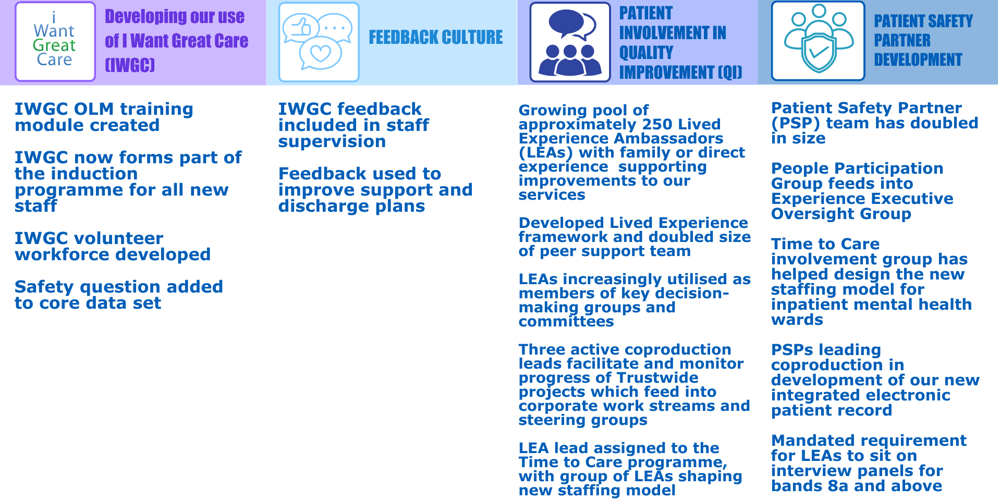 i
Want
Great
Care
Developing our use
of I Want Great Care
(IWGC)
IWGC OLM training
module created
IWGC now forms part of
the induction
programme for all new
staff
IWGC volunteer
workforce developed
Safety question added
to core data set
FEEDBACK CULTURE
IWGC feedback
included in staff
supervision
Feedback used to
improve support and
discharge plans
PATIENT
INVOLVEMENT IN
QUALITY
IMPROVEMENT (QI)
Growing pool of
approximately 250 Lived
Experience Ambassadors
(LEAs) with family or direct
experience  supporting
improvements to our
services
Developed Lived Experience
framework and doubled size
of peer support team
LEAs increasingly utilised as
members of key decision-
making groups and
committees
Three active coproduction
leads facilitate and monitor
progress of Trustwide
projects which feed into
corporate work streams and
steering groups
LEA lead assigned to the
Time to Care programme,
with group of LEAs shaping
new staffing model
PATIENT SAFETY
PARTNER
DEVELOPMENT
Patient Safety Partner
(PSP) team has doubled
in size
People Participation
Group feeds into
Experience Executive
Oversight Group
Time to Care
involvement group has
helped design the new
staffing model for
inpatient mental health
wards
PSPs leading
coproduction in
development of our new
integrated electronic
patient record
Mandated requirement
for LEAs to sit on
interview panels for
bands 8a and above